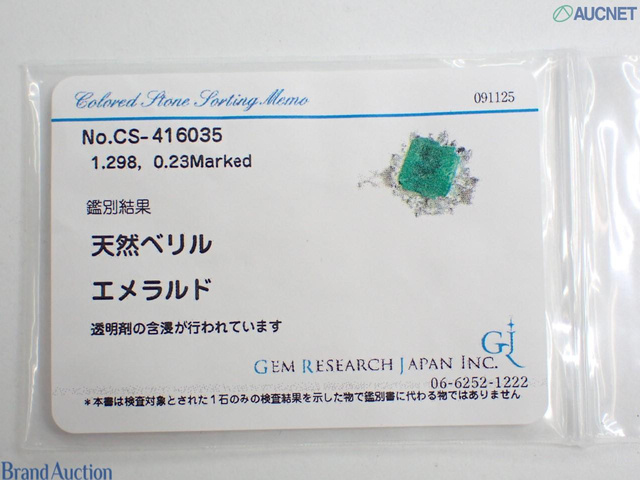 AUCNET
Colored Stone Sorting Memo
091125
No.CS-416035
1.298, 0.23Marked
鑑別結果
天然ベリル
エメラルド
透明剤の含浸が行われています
GJR
GEM RESEARCH JAPAN INC.
06-6252-1222
*本書は検査対象とされた1石のみの検査結果を示した物で鑑別書に代わる物ではありません
Brand Auction